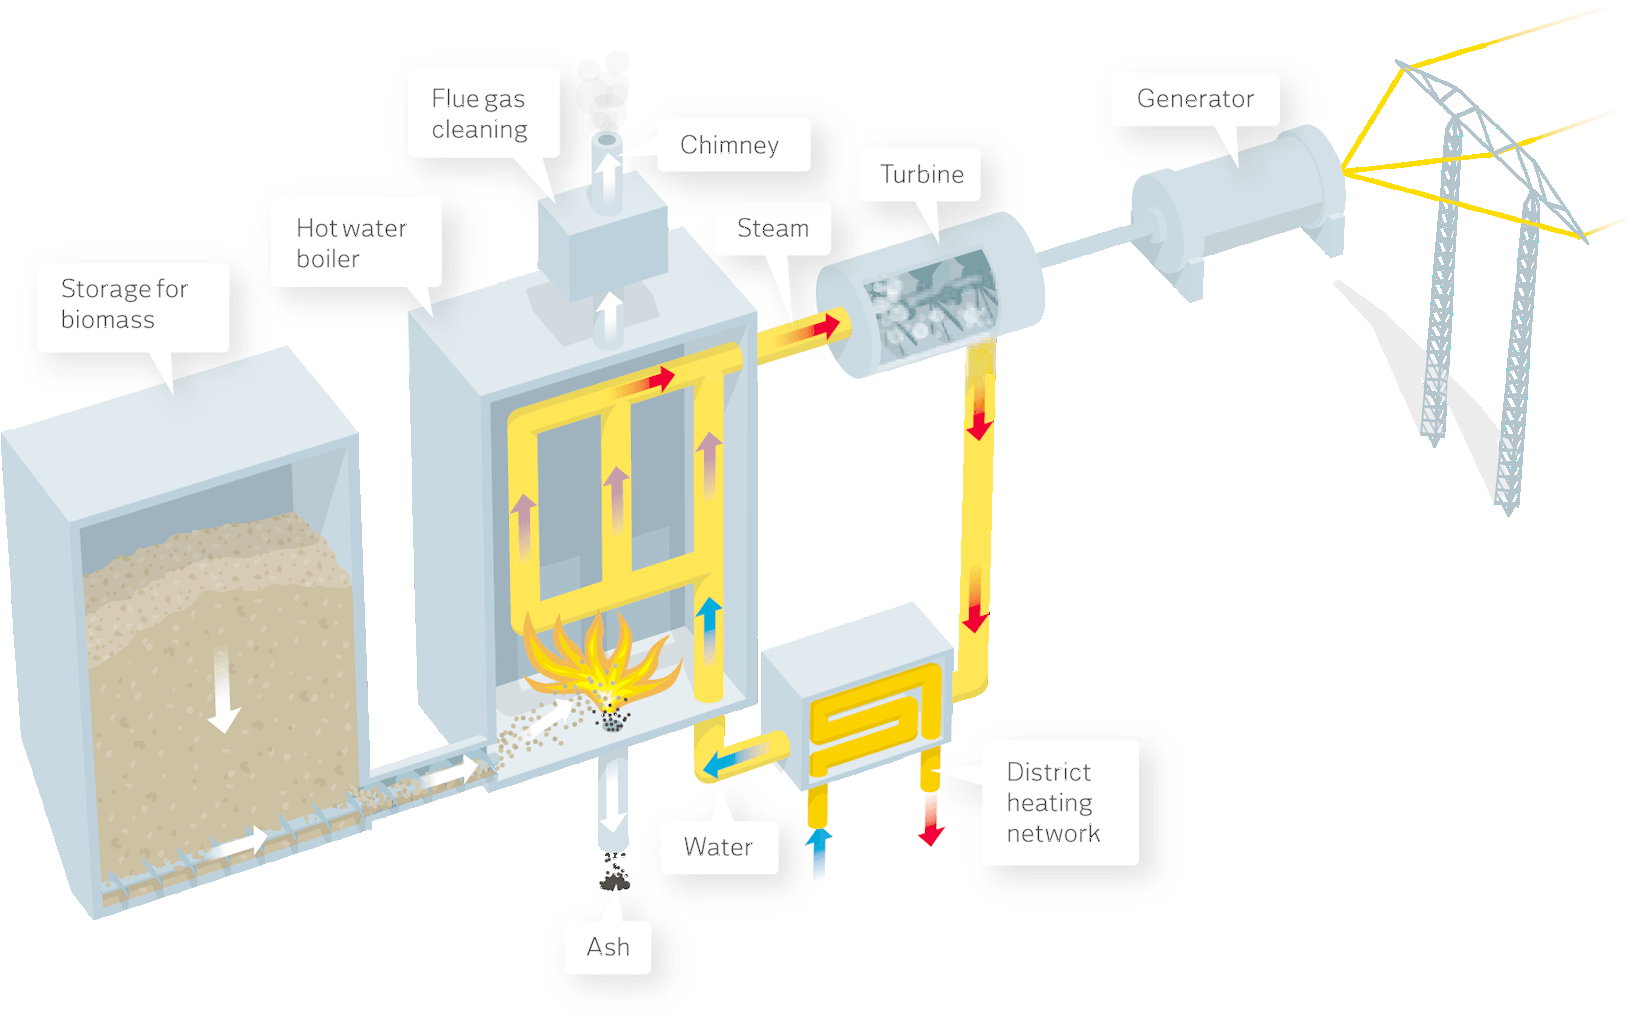 Flue gas
cleaning
Chimney
Generator
Turbine
Hot water
boiler
Steam
Storage for
biomass
District
heating
network
Water
Ash